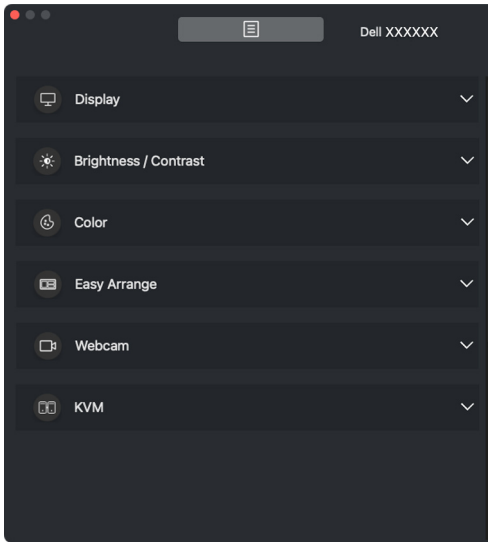 Dell XXXXXX
Display
Brightness / Contrast
Color
Easy Arrange
Webcam
KVM